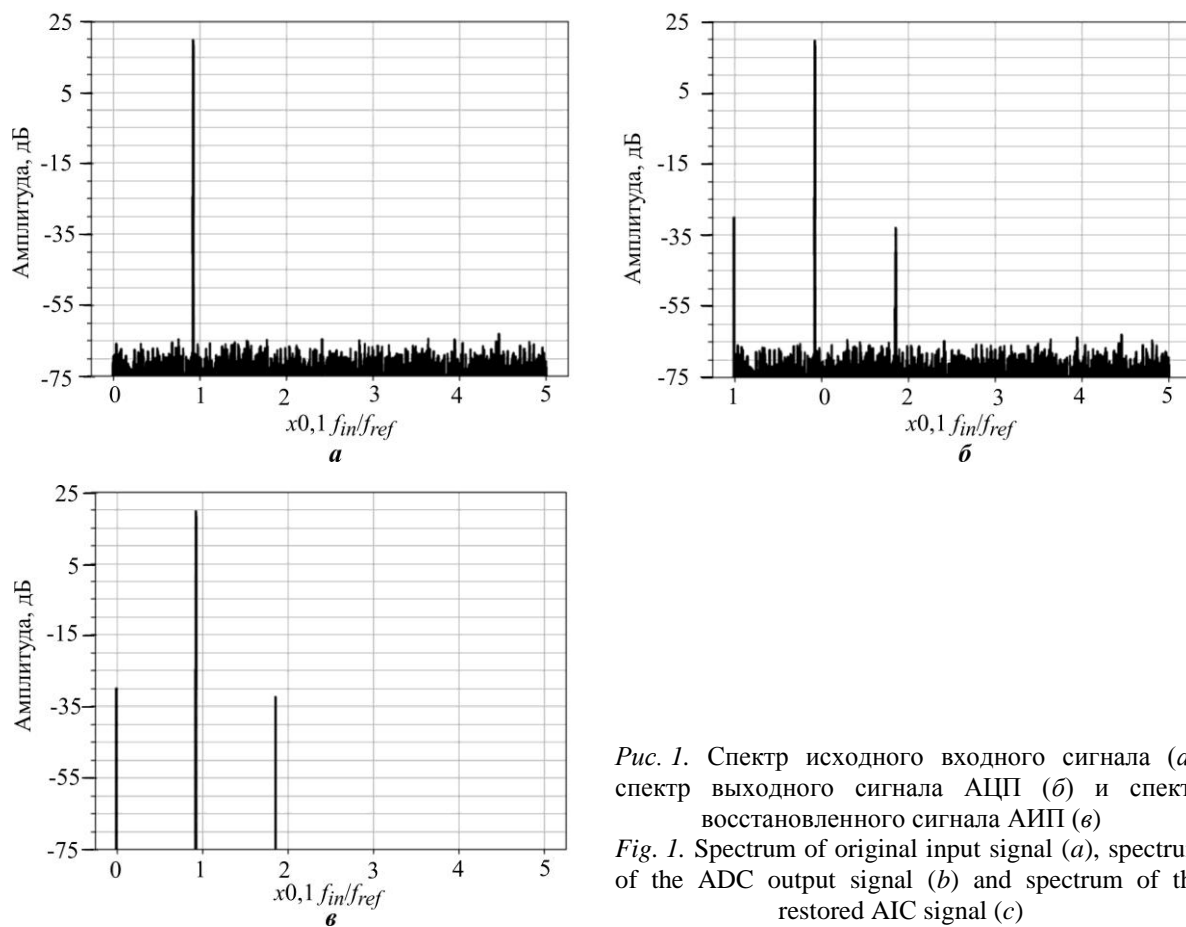 25
5
-15
-35
-55
-75
Амплитуда, дБ
0 1 2 3 4 5
x0,1 fin/fref
а
25
5
-15
-35
-55
-75
Амплитуда, дБ
1 0 2 3 4 5
x0,1 fin/fref
б
25
5
-15
-35
-55
-75
Амплитуда, дБ
0 1 2 3 4 5
x0,1 fin/fref
в
Рис. 1. Спектр исходного входного сигнала (а
спектр выходного сигнала АЦП (б) и спект
восстановленного сигнала АИП (в)
Fig. 1. Spectrum of original input signal (a), spectrum
of the ADC output signal (b) and spectrum of th
restored AIC signal (c)